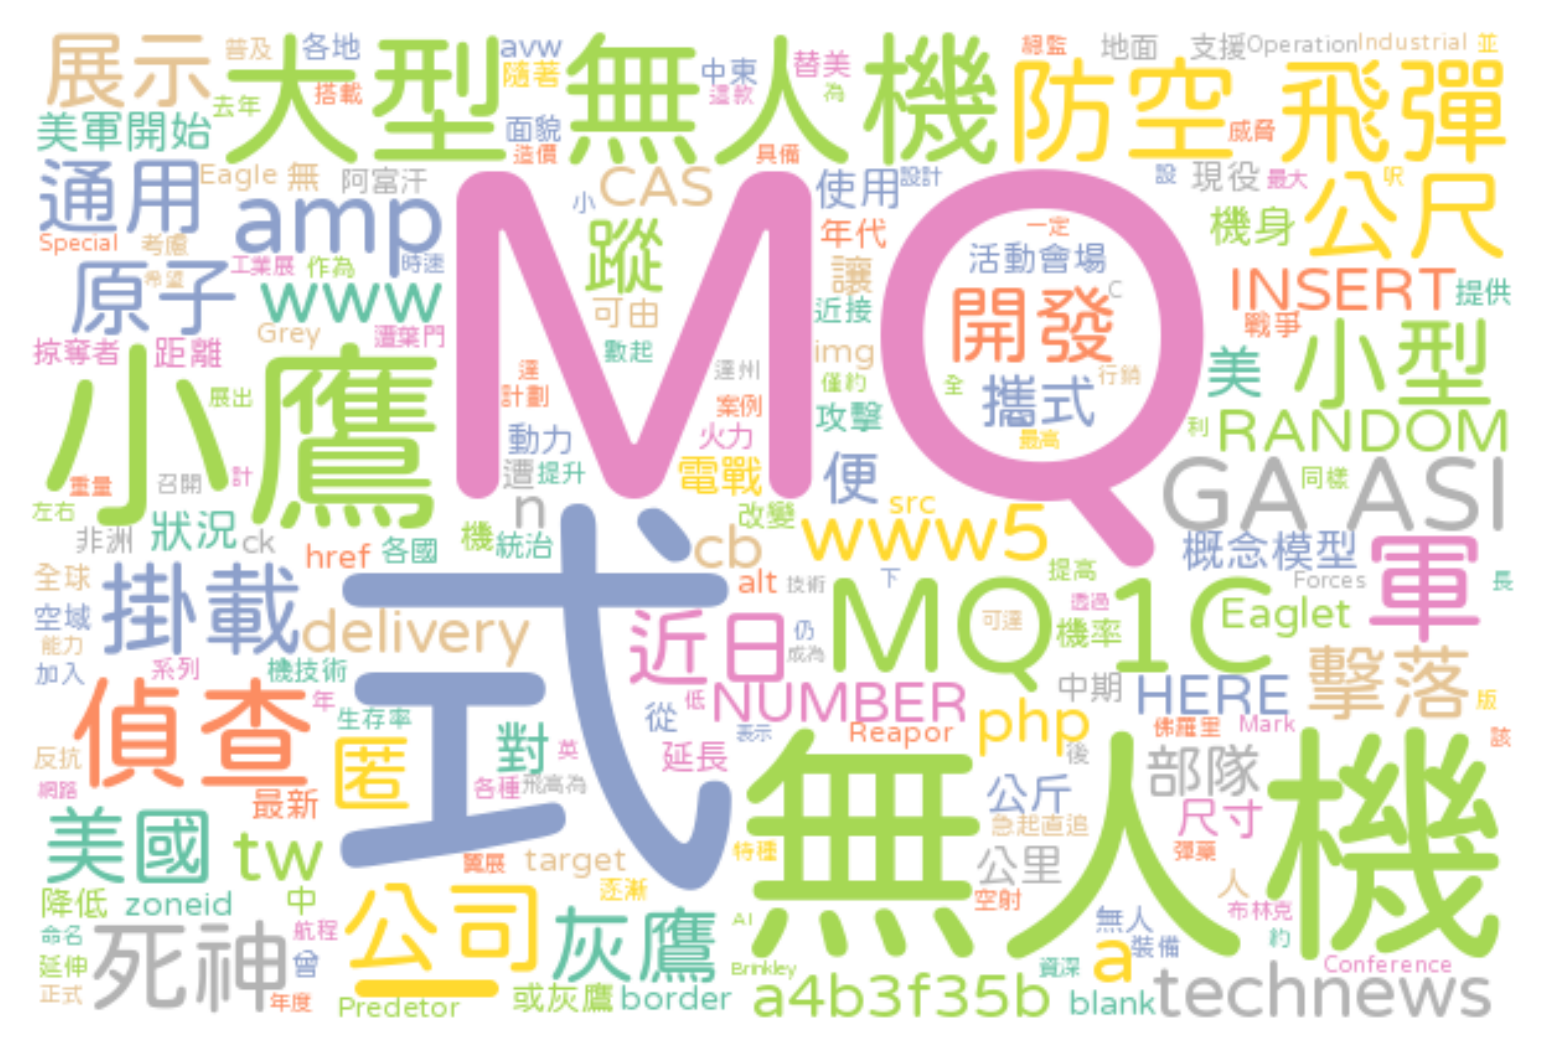 展示 普及 各地 avw 中東 替美 總監 地面 支援 Operation Industrial 並
大型無人機 防空 飛彈
去年 搭載 隨著 這款 為 威脅
美軍開始 面貌 造價 具備
通用 Eagle 無 阿富汗 CAS 使用 設計 設 現役 最大 呎
Special 考慮 amp 小 年代 一定 機身 公尺
原子 希望 工業展 作為 時速 蹤 讓 活動會場 INSERT 提供
www MQ 可由 近接 開發 C 戰爭
Grey 遭葉門 數起 img 美 小型
掠奪者 距離 達 達州 僅約 全 攜式 行銷
小鷹 展出 計劃 案例 攻擊 最高 利 RANDOM
動力 火力 便
重量 召開 計 遭 提升 電戰 GA ASI 同樣
左右 n 改變 src www5
非洲 狀況 ck href 各國 機 統治 cb 概念模型 軍
全球 掛載 式 alt 技術 下 提高 Forces 長
空域 delivery 近日 仍 MQ 1C 透過 可達 機率 Eaglet
能力 成為
加入 系列 機技術 低 NUMBER 中期 HERE 擊落 版
偵查 年 生存率 對 從 表示 Reapor php 佛羅里 Mark 該
反抗 匿 英 延長 後 部隊
網路 最新 各種 飛高為 無人機 公斤 尺寸
美國 tw 翼展 target 特種 急起直追 公里 彈藥
降低 zoneid 中 公司 逐漸 空射 人
命名 死神 航程 灰鷹 AI 無人 布林克
延伸 曾 Brinkley a 裝備 約 Conference
正式 年度 Predetor 或灰鷹 border a4b3f35b 資深 blank technews